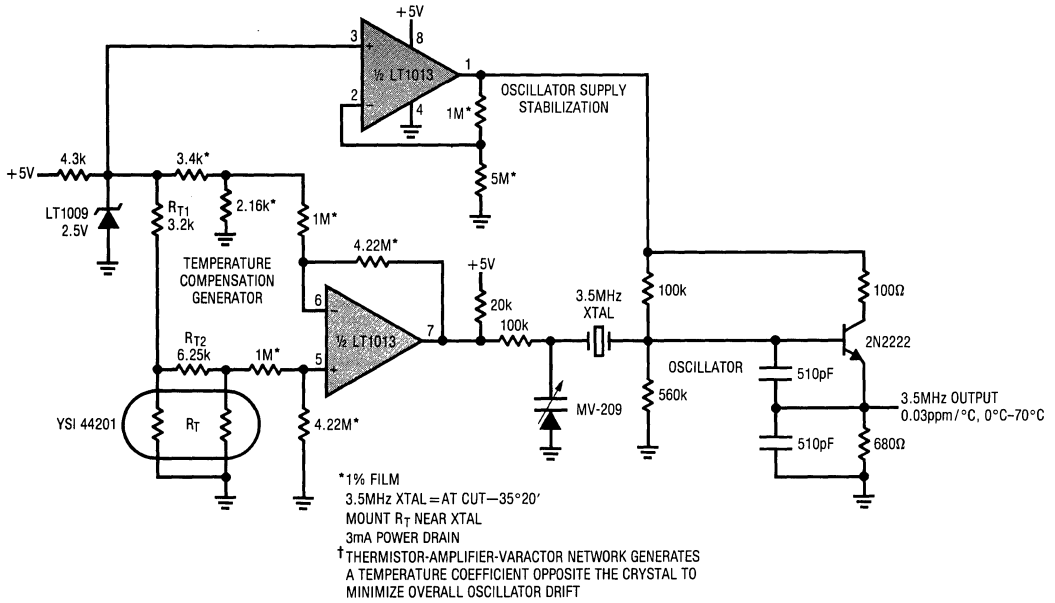 +5V
3
+
8
½ LT1013
1
OSCILLATOR SUPPLY
STABILIZATION
2
−
4
1M*
5M*
+5V
4.3k
3.4k*
LT1009
2.5V
RT1
3.2k
2.16k*
1M*
4.22M*
TEMPERATURE
COMPENSATION
GENERATOR
+5V
20k
6
−
½ LT1013
7
5
+
100k
3.5MHz
XTAL
100k
100Ω
2N2222
RT2
6.25k
1M*
OSCILLATOR
510pF
YSI 44201
RT
4.22M*
MV-209
560k
3.5MHz OUTPUT
0.03ppm/°C, 0°C–70°C
510pF
680Ω
*1% FILM
3.5MHz XTAL=AT CUT—35°20′
MOUNT RT NEAR XTAL
3mA POWER DRAIN
†THERMISTOR-AMPLIFIER-VARACTOR NETWORK GENERATES
A TEMPERATURE COEFFICIENT OPPOSITE THE CRYSTAL TO
MINIMIZE OVERALL OSCILLATOR DRIFT